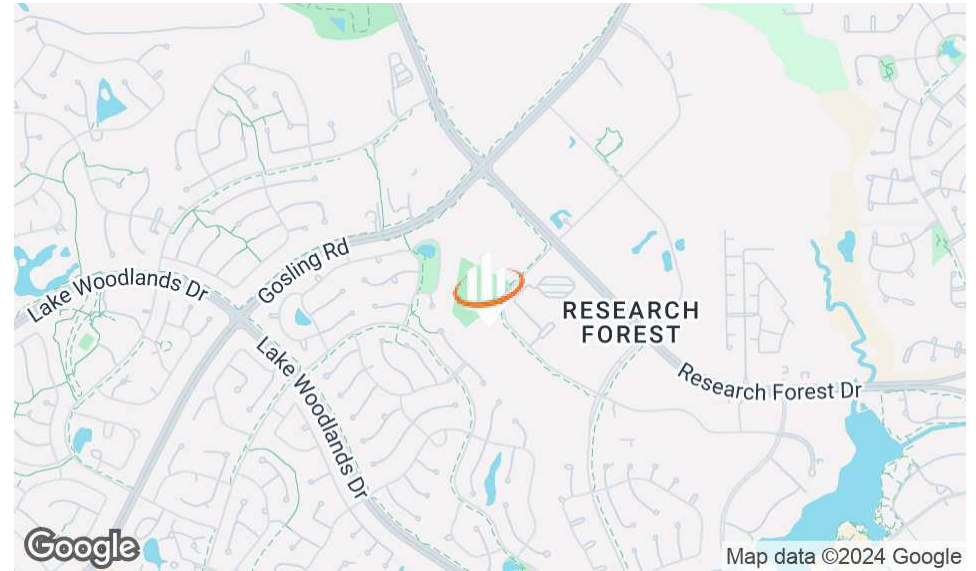 Gosling Rd
Lake Woodlands Dr
RESEARCH
FOREST
Lake Woodlands Dr
Research Forest Dr
Google
Map data ©2024 Google